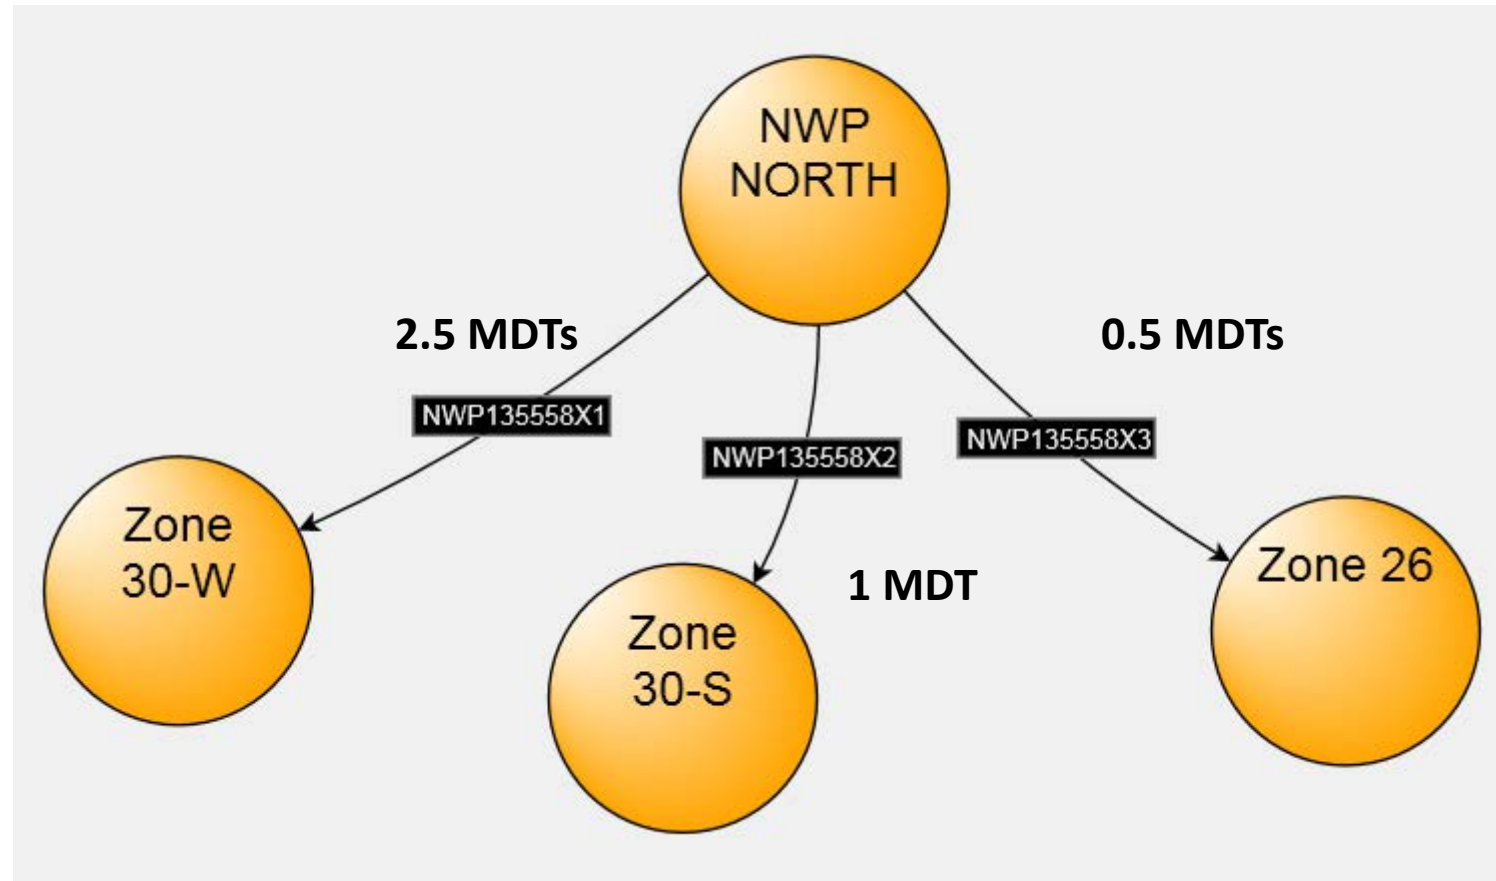 NWP
NORTH
2.5 MDTs
0.5 MDTs
NWP135558X1
NWP135558X2
NWP135558X3
Zone
30-W
Zone
30-S
1 MDT
Zone 26